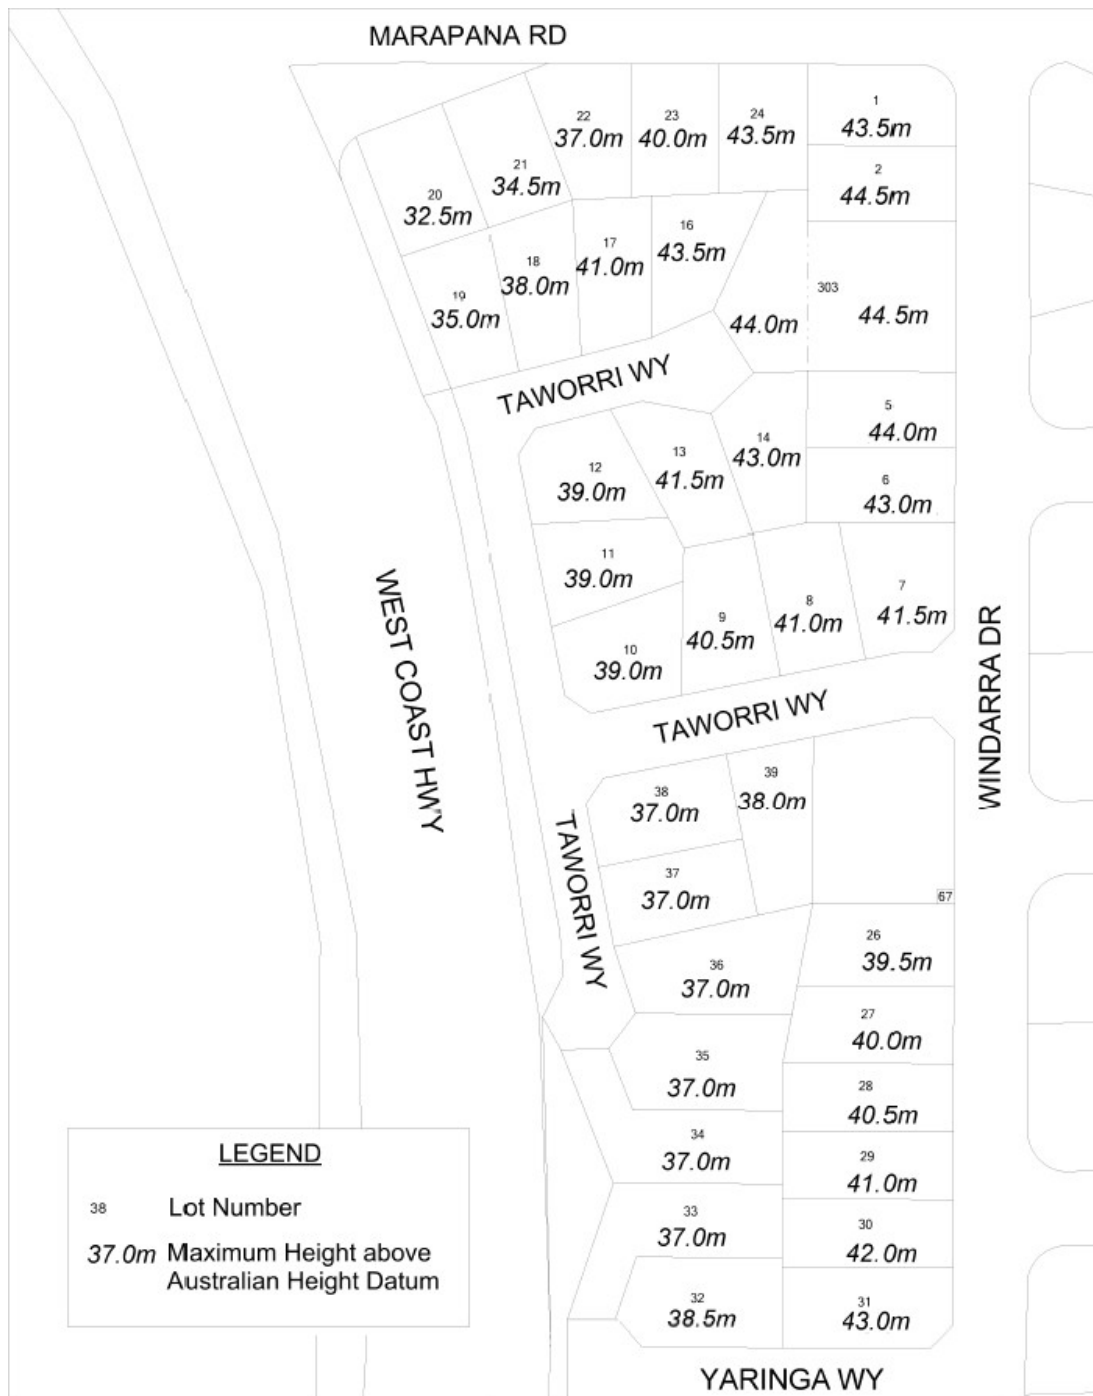 MARAPANA RD
1
43.5m
24
43.5m
23
40.0m
22
37.0m
21
34.5m
20
32.5m
2
44.5m
16
43.5m
17
41.0m
18
38.0m
19
35.0m
303
44.5m
44.0m
TAWORRI WY
5
44.0m
14
43.0m
13
41.5m
12
39.0m
6
43.0m
11
39.0m
7
41.5m
8
41.0m
9
40.5m
10
39.0m
WEST COAST HWY
WINDARRA DR
TAWORRI WY
39
38.0m
38
37.0m
TAWORRI WY
37
37.0m
67
26
39.5m
36
37.0m
27
40.0m
35
37.0m
28
40.5m
34
37.0m
29
41.0m
33
37.0m
30
42.0m
32
38.5m
31
43.0m
YARINGA WY
LEGEND
38 Lot Number
37.0m Maximum Height above
Australian Height Datum